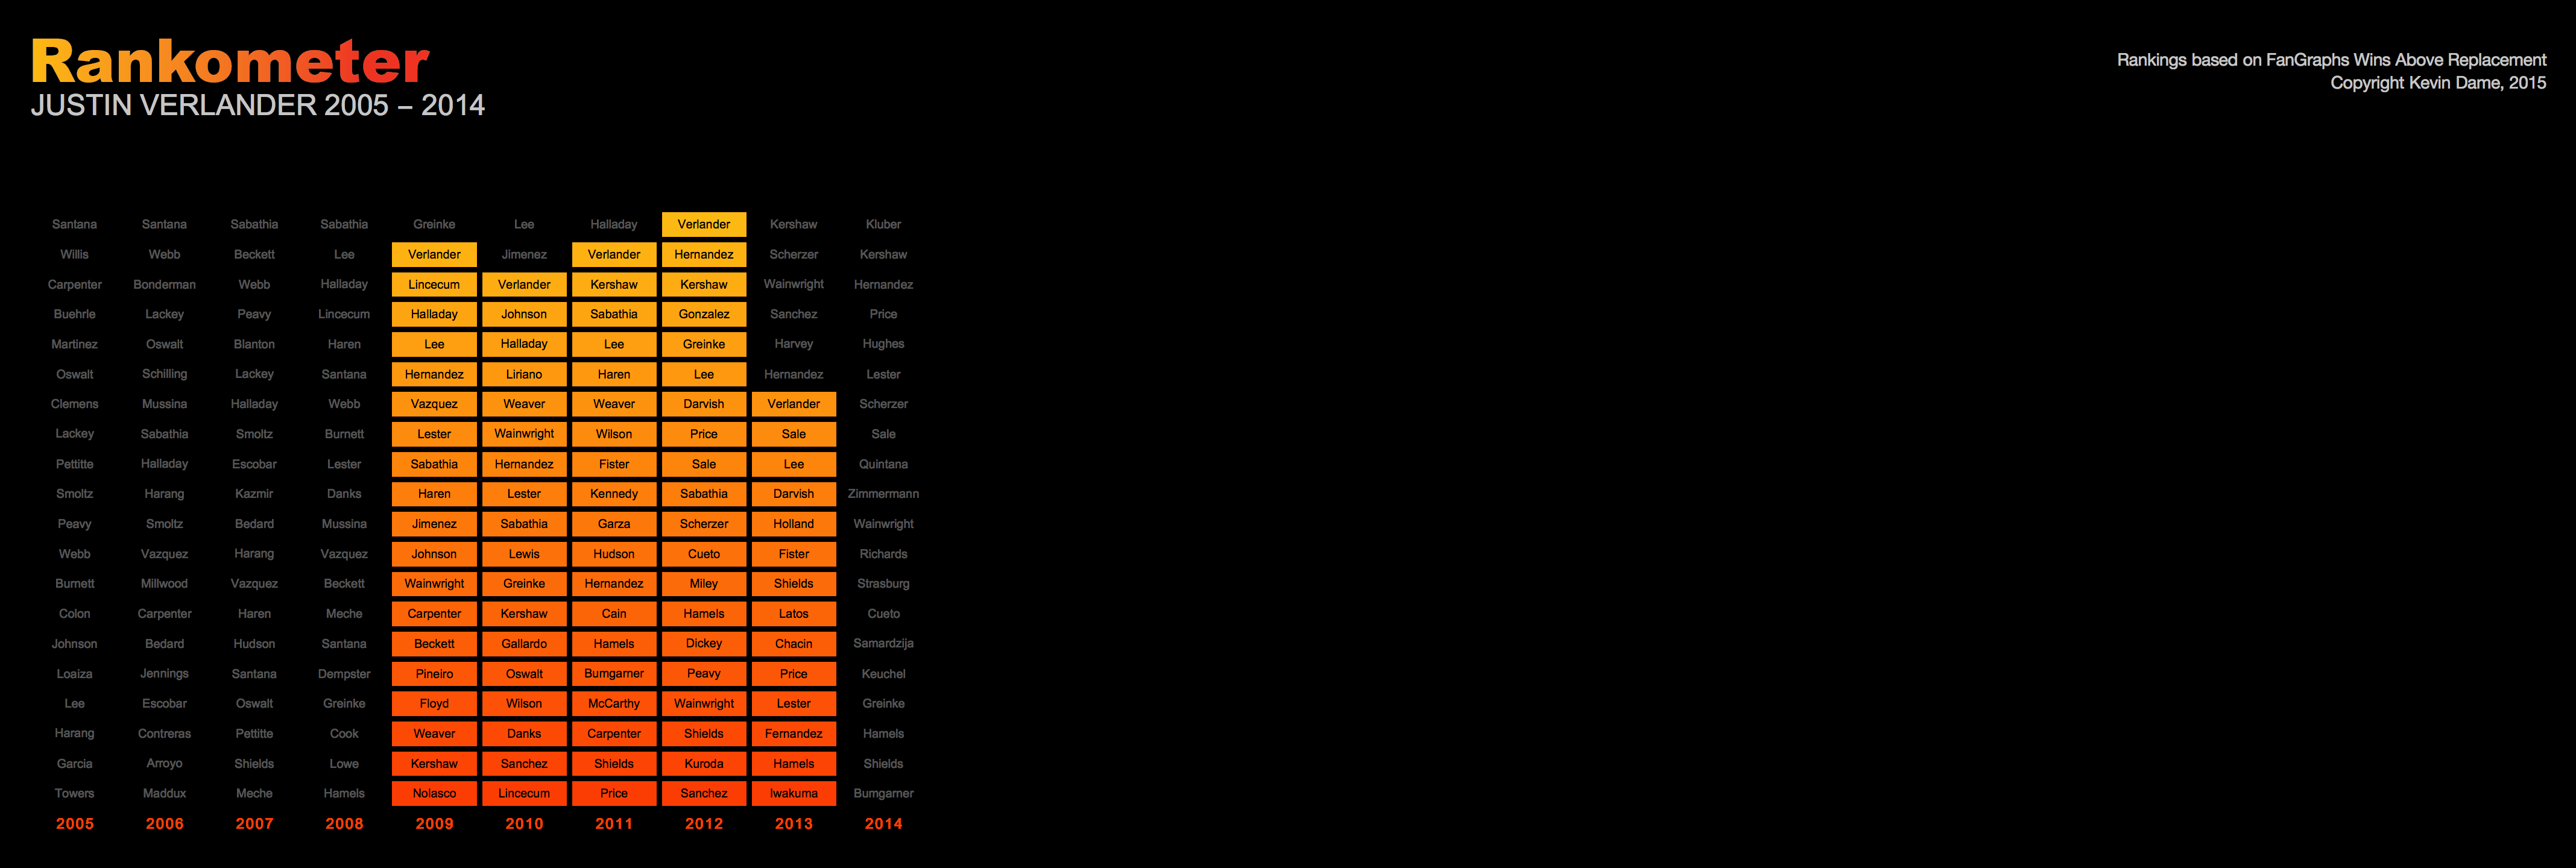 Rankometer
JUSTIN VERLANDER 2005 – 2014
Rankings based on FanGraphs Wins Above Replacement
Copyright Kevin Dame, 2015
Santana Santana Sabathia Sabathia Greinke Lee Halladay Verlander Kershaw Kluber
Willis Webb Beckett Lee Verlander Jimenez Verlander Hernandez Scherzer Kershaw
Carpenter Bonderman Webb Halladay Lincecum Verlander Kershaw Kershaw Wainwright Hernandez
Buehrle Lackey Peavy Lincecum Halladay Johnson Sabathia Gonzalez Sanchez Price
Martinez Oswalt Blanton Haren Lee Halladay Lee Greinke Harvey Hughes
Oswalt Schilling Lackey Santana Hernandez Liriano Haren Lee Hernandez Lester
Clemens Mussina Halladay Webb Vazquez Weaver Weaver Darvish Verlander Scherzer
Lackey Sabathia Smoltz Burnett Lester Wainwright Wilson Price Sale Sale
Pettitte Halladay Escobar Lester Sabathia Hernandez Fister Sale Lee Quintana
Smoltz Harang Kazmir Danks Haren Lester Kennedy Sabathia Darvish Zimmermann
Peavy Smoltz Bedard Mussina Jimenez Sabathia Garza Scherzer Holland Wainwright
Webb Vazquez Harang Vazquez Johnson Lewis Hudson Cueto Fister Richards
Burnett Millwood Vazquez Beckett Wainwright Greinke Hernandez Miley Shields Strasburg
Colon Carpenter Haren Meche Carpenter Kershaw Cain Hamels Latos Cueto
Johnson Bedard Hudson Santana Beckett Gallardo Hamels Dickey Chacin Samardzija
Loaiza Jennings Santana Dempster Pineiro Oswalt Bumgarner Peavy Price Keuchel
Lee Escobar Oswalt Greinke Floyd Wilson McCarthy Wainwright Lester Greinke
Harang Contreras Pettitte Cook Weaver Danks Carpenter Shields Fernandez Hamels
Garcia Arroyo Shields Lowe Kershaw Sanchez Shields Kuroda Hamels Shields
Towers Maddux Meche Hamels Nolasco Lincecum Price Sanchez Iwakuma Bumgarner
2005 2006 2007 2008 2009 2010 2011 2012 2013 2014